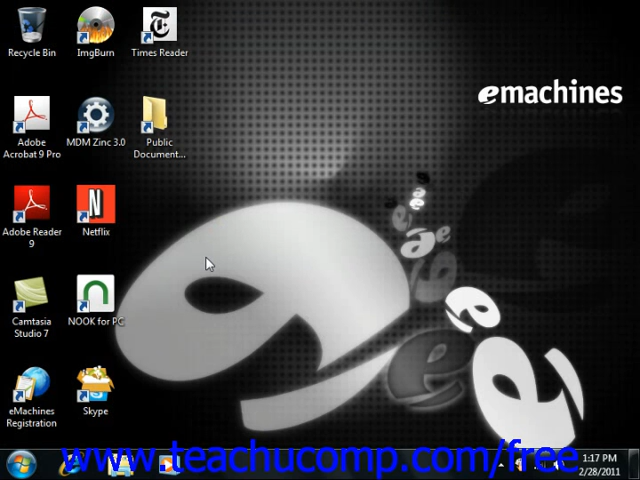 Recycle Bin
ImgBurn
Times Reader
emachines
Adobe
Acrobat 9 Pro
MDM Zinc 3.0
Public
Document...
Adobe Reader
9
Netflix
Camtasia
Studio 7
NOOK for PC
eMachines
Registration
Skype
www.teachucomp.com/free
1:17 PM
2/28/2011